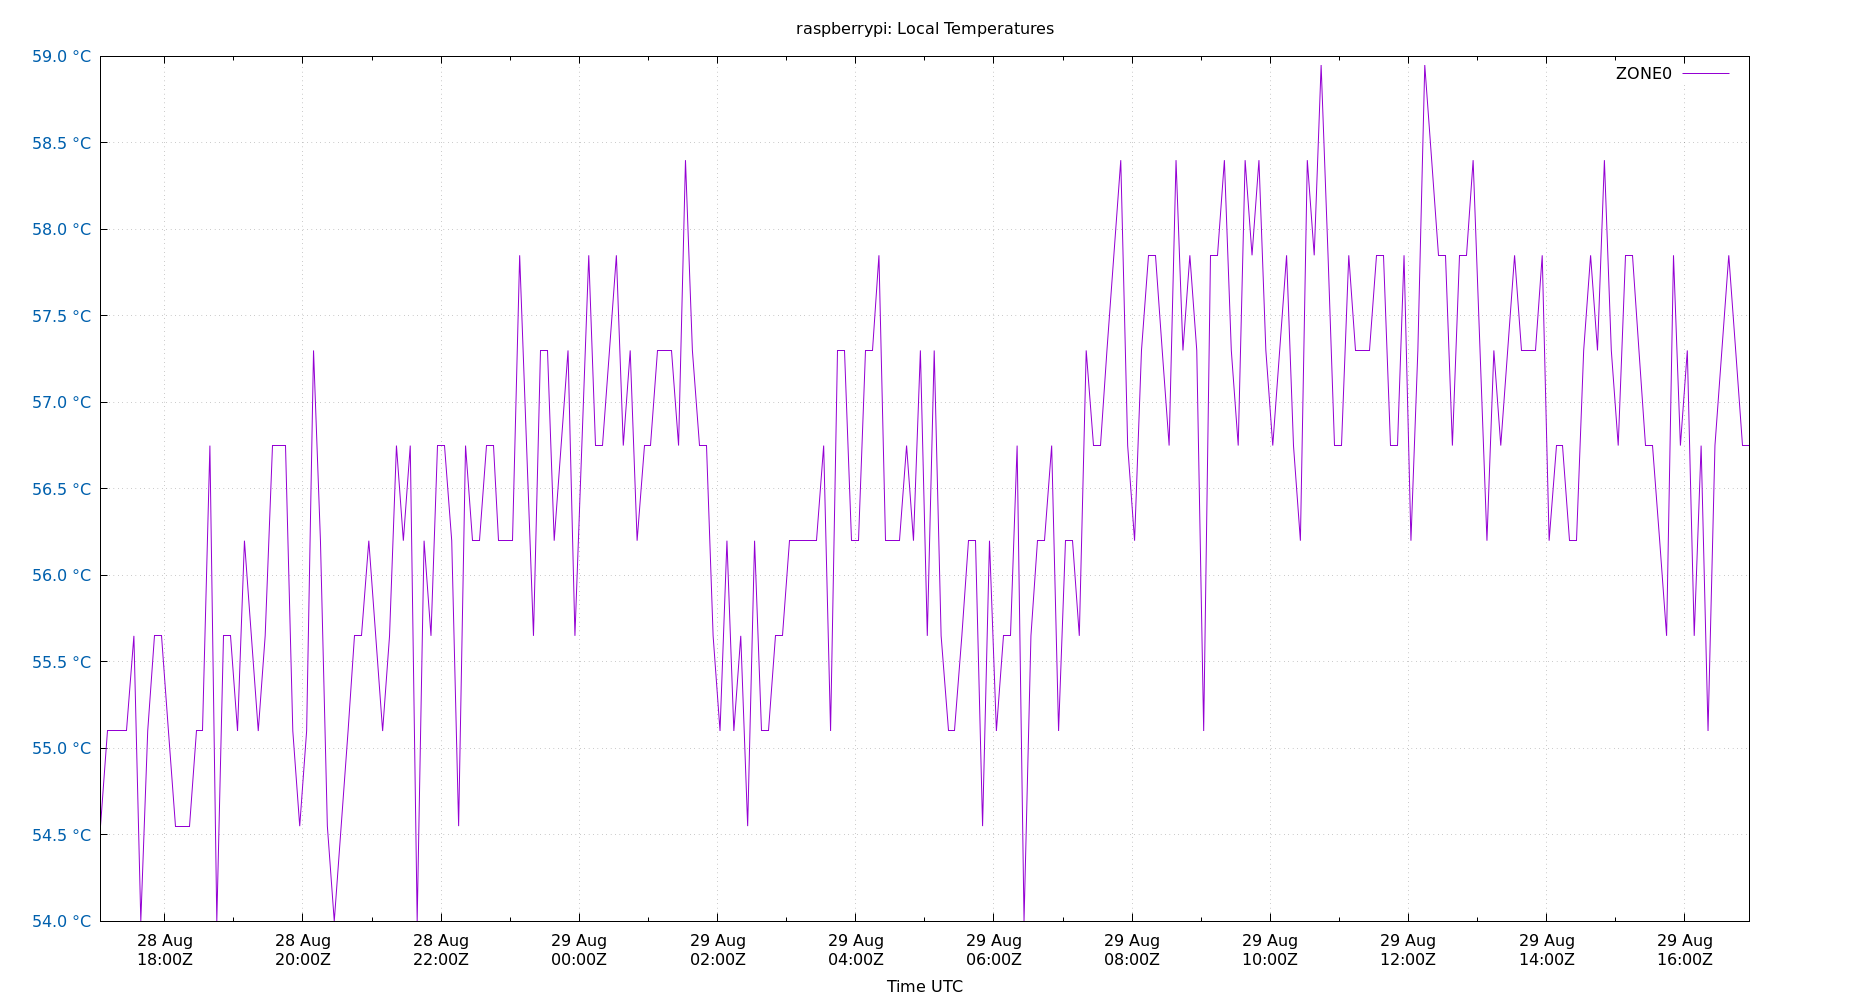 raspberrypi: Local Temperatures
59.0 °C
ZONE0
58.5 °C
58.0 °C
57.5 °C
57.0 °C
56.5 °C
56.0 °C
55.5 °C
55.0 °C
54.5 °C
54.0 °C
28 Aug 28 Aug 28 Aug 29 Aug 29 Aug 29 Aug 29 Aug 29 Aug 29 Aug 29 Aug 29 Aug 29 Aug
18:00Z 20:00Z 22:00Z 00:00Z 02:00Z 04:00Z 06:00Z 08:00Z 10:00Z 12:00Z 14:00Z 16:00Z
Time UTC